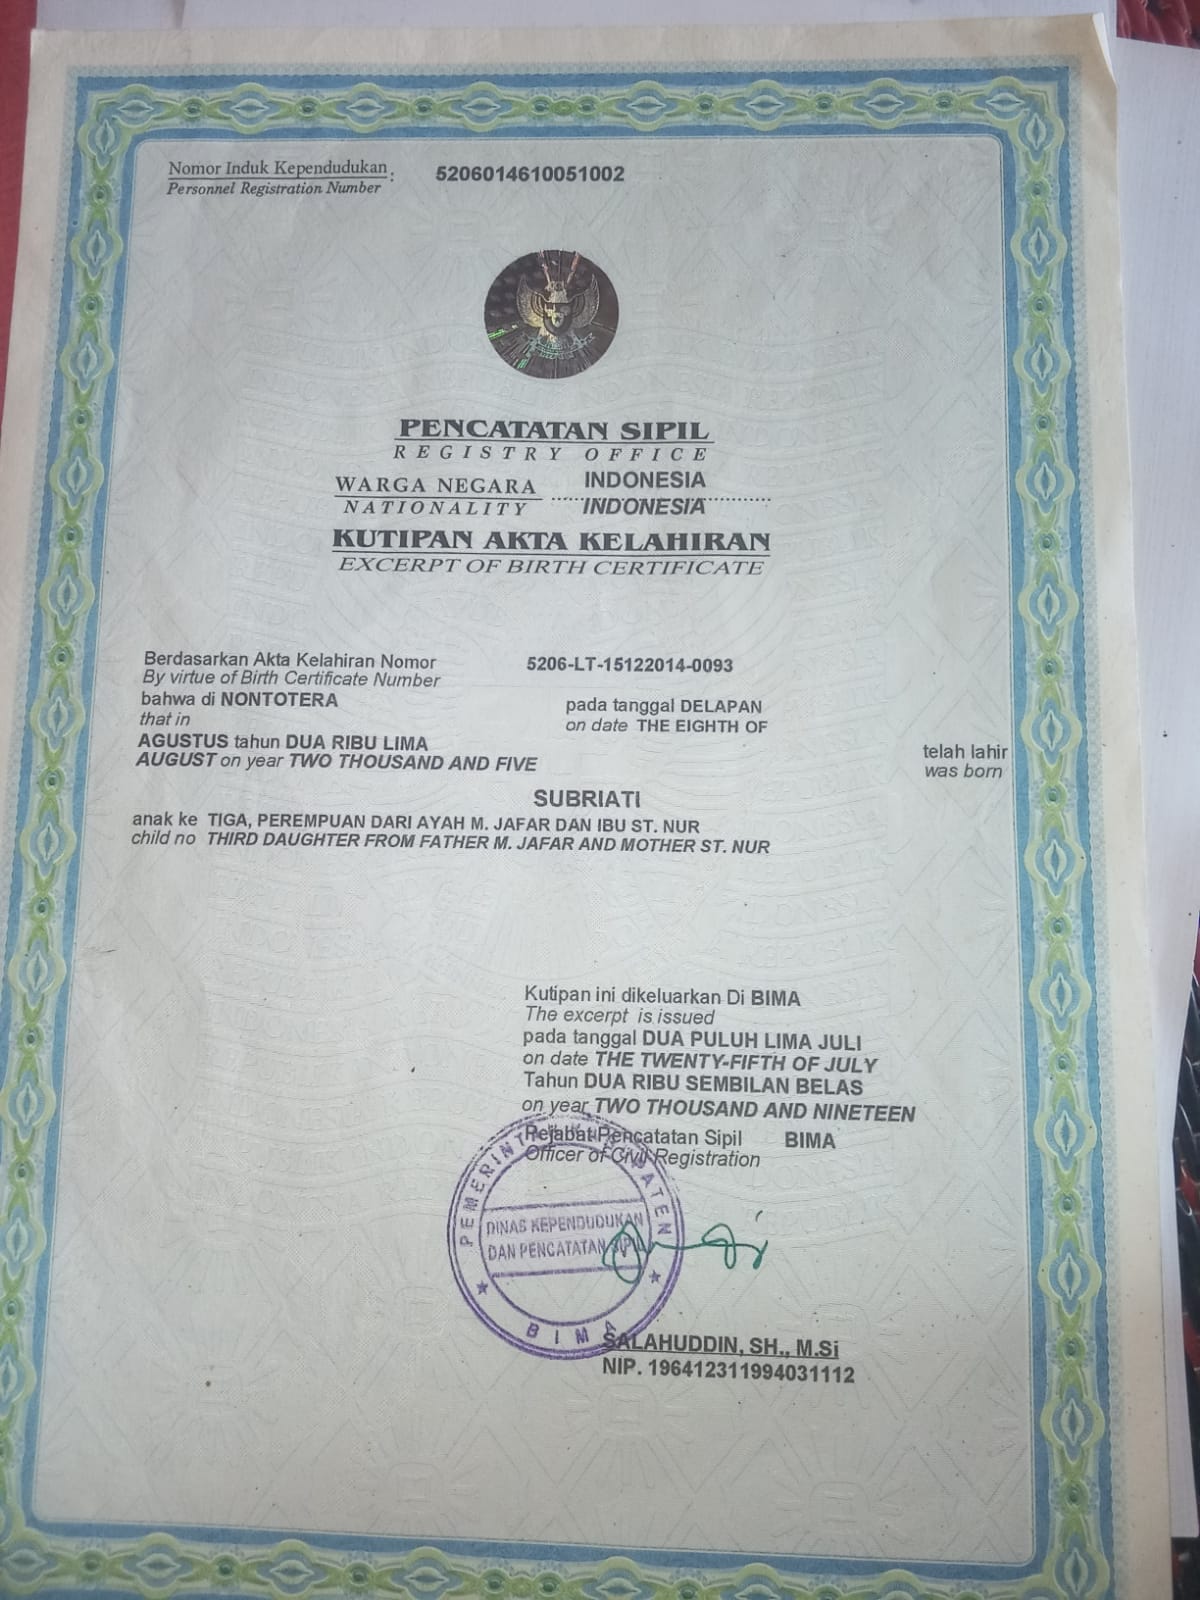 Nomor Induk Kependudukan : 5206014610051002
Personnel Registration Number
PENCATATAN SIPIL
REGISTRY OFFICE
WARGA NEGARA INDONESIA
NATIONALITY INDONESIA
KUTIPAN AKTA KELAHIRAN
EXCERPT OF BIRTH CERTIFICATE
Berdasarkan Akta Kelahiran Nomor 5206-LT-15122014-0093
By virtue of Birth Certificate Number
bahwa di NONTOTERA pada tanggal DELAPAN
that in on date THE EIGHTH OF
AGUSTUS tahun DUA RIBU LIMA telah lahir
AUGUST on year TWO THOUSAND AND FIVE was born
SUBRIATI
anak ke TIGA, PEREMPUAN DARI AYAH M. JAFAR DAN IBU ST. NUR
child no THIRD DAUGHTER FROM FATHER M. JAFAR AND MOTHER ST. NUR
Kutipan ini dikeluarkan Di BIMA
The excerpt is issued
pada tanggal DUA PULUH LIMA JULI
on date THE TWENTY-FIFTH OF JULY
Tahun DUA RIBU SEMBILAN BELAS
on year TWO THOUSAND AND NINETEEN
Pejabat Pencatatan Sipil BIMA
Officer of Civil Registration
PEMERINTAH KABUPATEN
DINAS KEPENDUDUKAN
DAN PENCATATAN SIPIL
BIMA
SALAHUDDIN, SH., M.Si
NIP. 196412311994031112